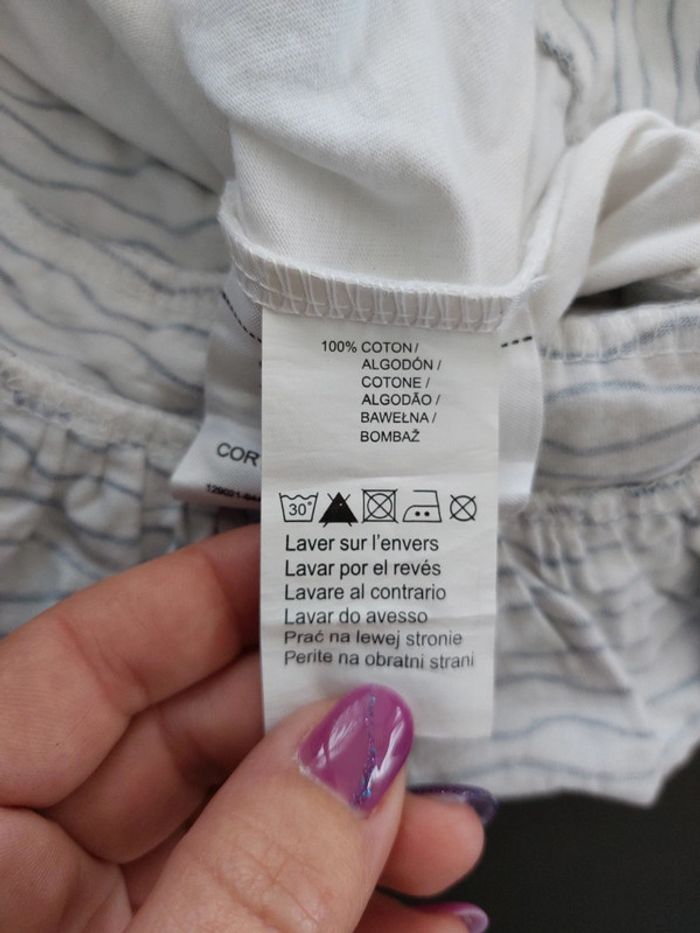 100% COTON /
ALGODÓN /
COTONE /
ALGODÃO /
BAWEŁNA /
BOMBAŽ
COR
30°
Laver sur l'envers
Lavar por el revés
Lavare al contrario
Lavar do avesso
Prać na lewej stronie
Perite na obratni strani